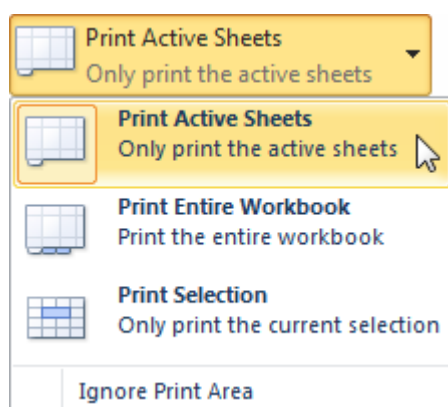 Print Active Sheets
Only print the active sheets
Print Active Sheets
Only print the active sheets
Print Entire Workbook
Print the entire workbook
Print Selection
Only print the current selection
Ignore Print Area